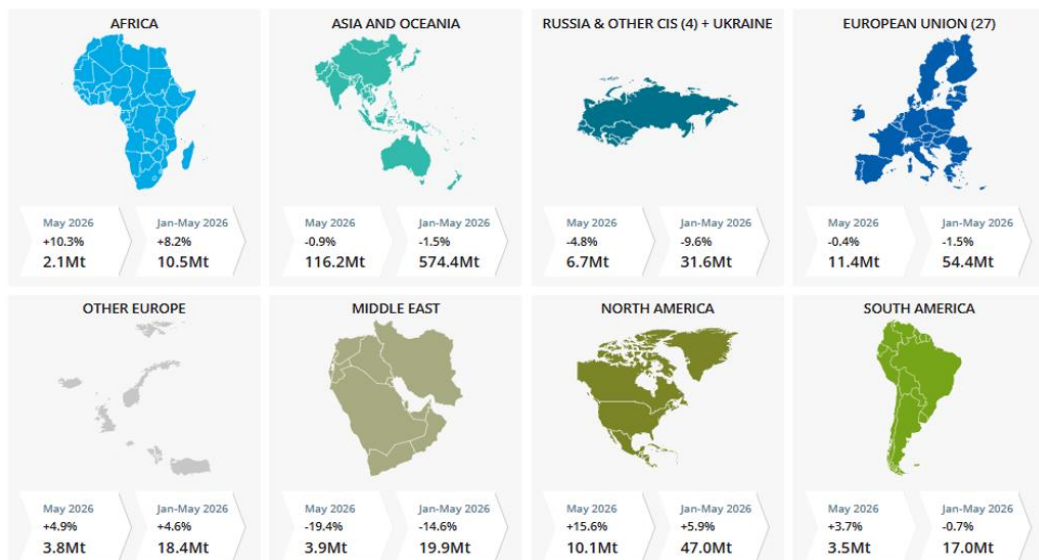 AFRICA
May 2026
+10.3%
2.1Mt
Jan-May 2026
+8.2%
10.5Mt
ASIA AND OCEANIA
May 2026
-0.9%
116.2Mt
Jan-May 2026
-1.5%
574.4Mt
RUSSIA & OTHER CIS (4) + UKRAINE
May 2026
-4.8%
6.7Mt
Jan-May 2026
-9.6%
31.6Mt
EUROPEAN UNION (27)
May 2026
-0.4%
11.4Mt
Jan-May 2026
-1.5%
54.4Mt
OTHER EUROPE
May 2026
+4.9%
3.8Mt
Jan-May 2026
+4.6%
18.4Mt
MIDDLE EAST
May 2026
-19.4%
3.9Mt
Jan-May 2026
-14.6%
19.9Mt
NORTH AMERICA
May 2026
+15.6%
10.1Mt
Jan-May 2026
+5.9%
47.0Mt
SOUTH AMERICA
May 2026
+3.7%
3.5Mt
Jan-May 2026
-0.7%
17.0Mt